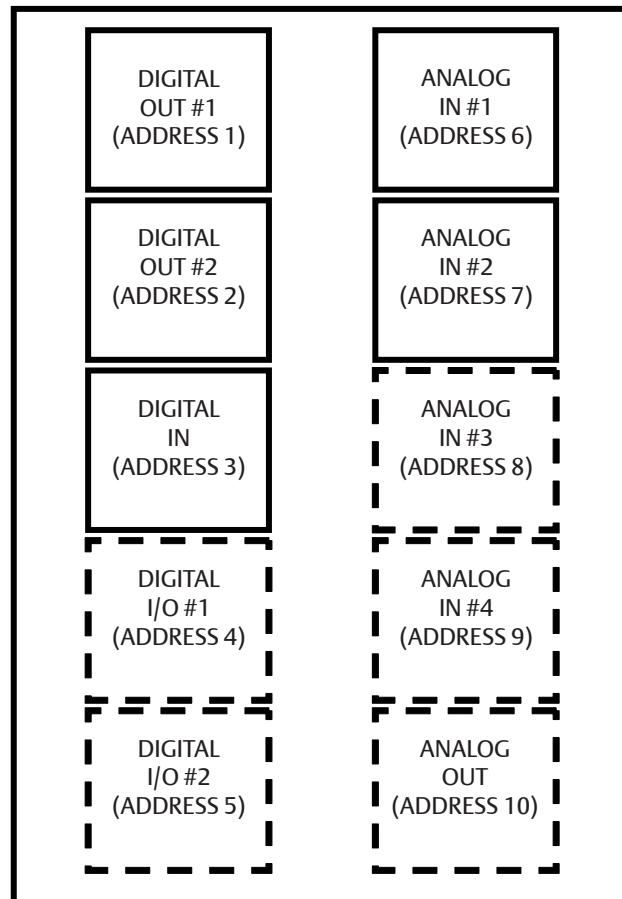 DIGITAL
OUT #1
(ADDRESS 1)
DIGITAL
OUT #2
(ADDRESS 2)
DIGITAL
IN
(ADDRESS 3)
DIGITAL
I/O #1
(ADDRESS 4)
DIGITAL
I/O #2
(ADDRESS 5)
ANALOG
IN #1
(ADDRESS 6)
ANALOG
IN #2
(ADDRESS 7)
ANALOG
IN #3
(ADDRESS 8)
ANALOG
IN #4
(ADDRESS 9)
ANALOG
OUT
(ADDRESS 10)